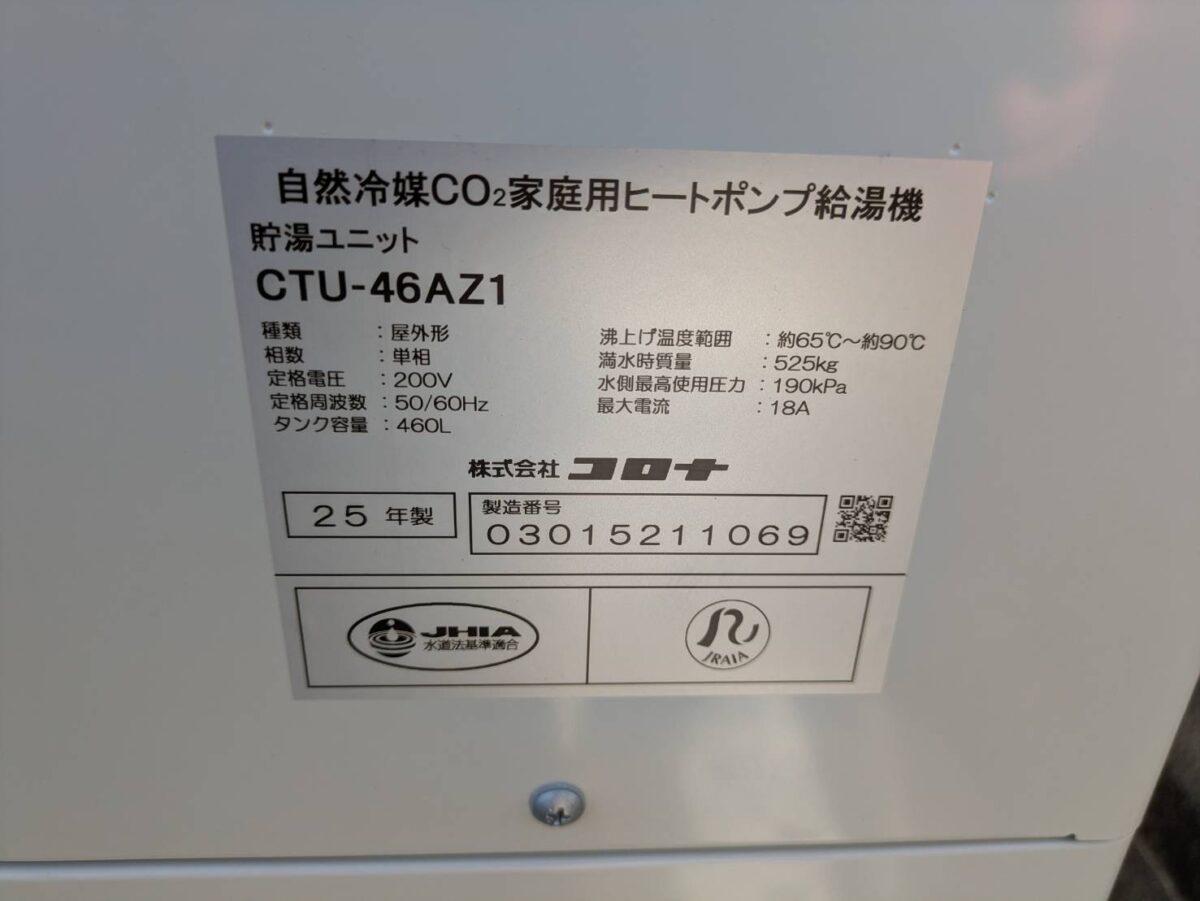 自然冷媒CO₂家庭用ヒートポンプ給湯機
貯湯ユニット
CTU-46AZ1
種類 : 屋外形
相数 : 単相
定格電圧 : 200V
定格周波数 : 50/60Hz
タンク容量 : 460L
沸上げ温度範囲 : 約65℃～約90℃
満水時質量 : 525kg
水側最高使用圧力 : 190kPa
最大電流 : 18A
株式会社 コロナ
25 年製
製造番号
03015211069
JHIA
水道法基準適合
JRAIA